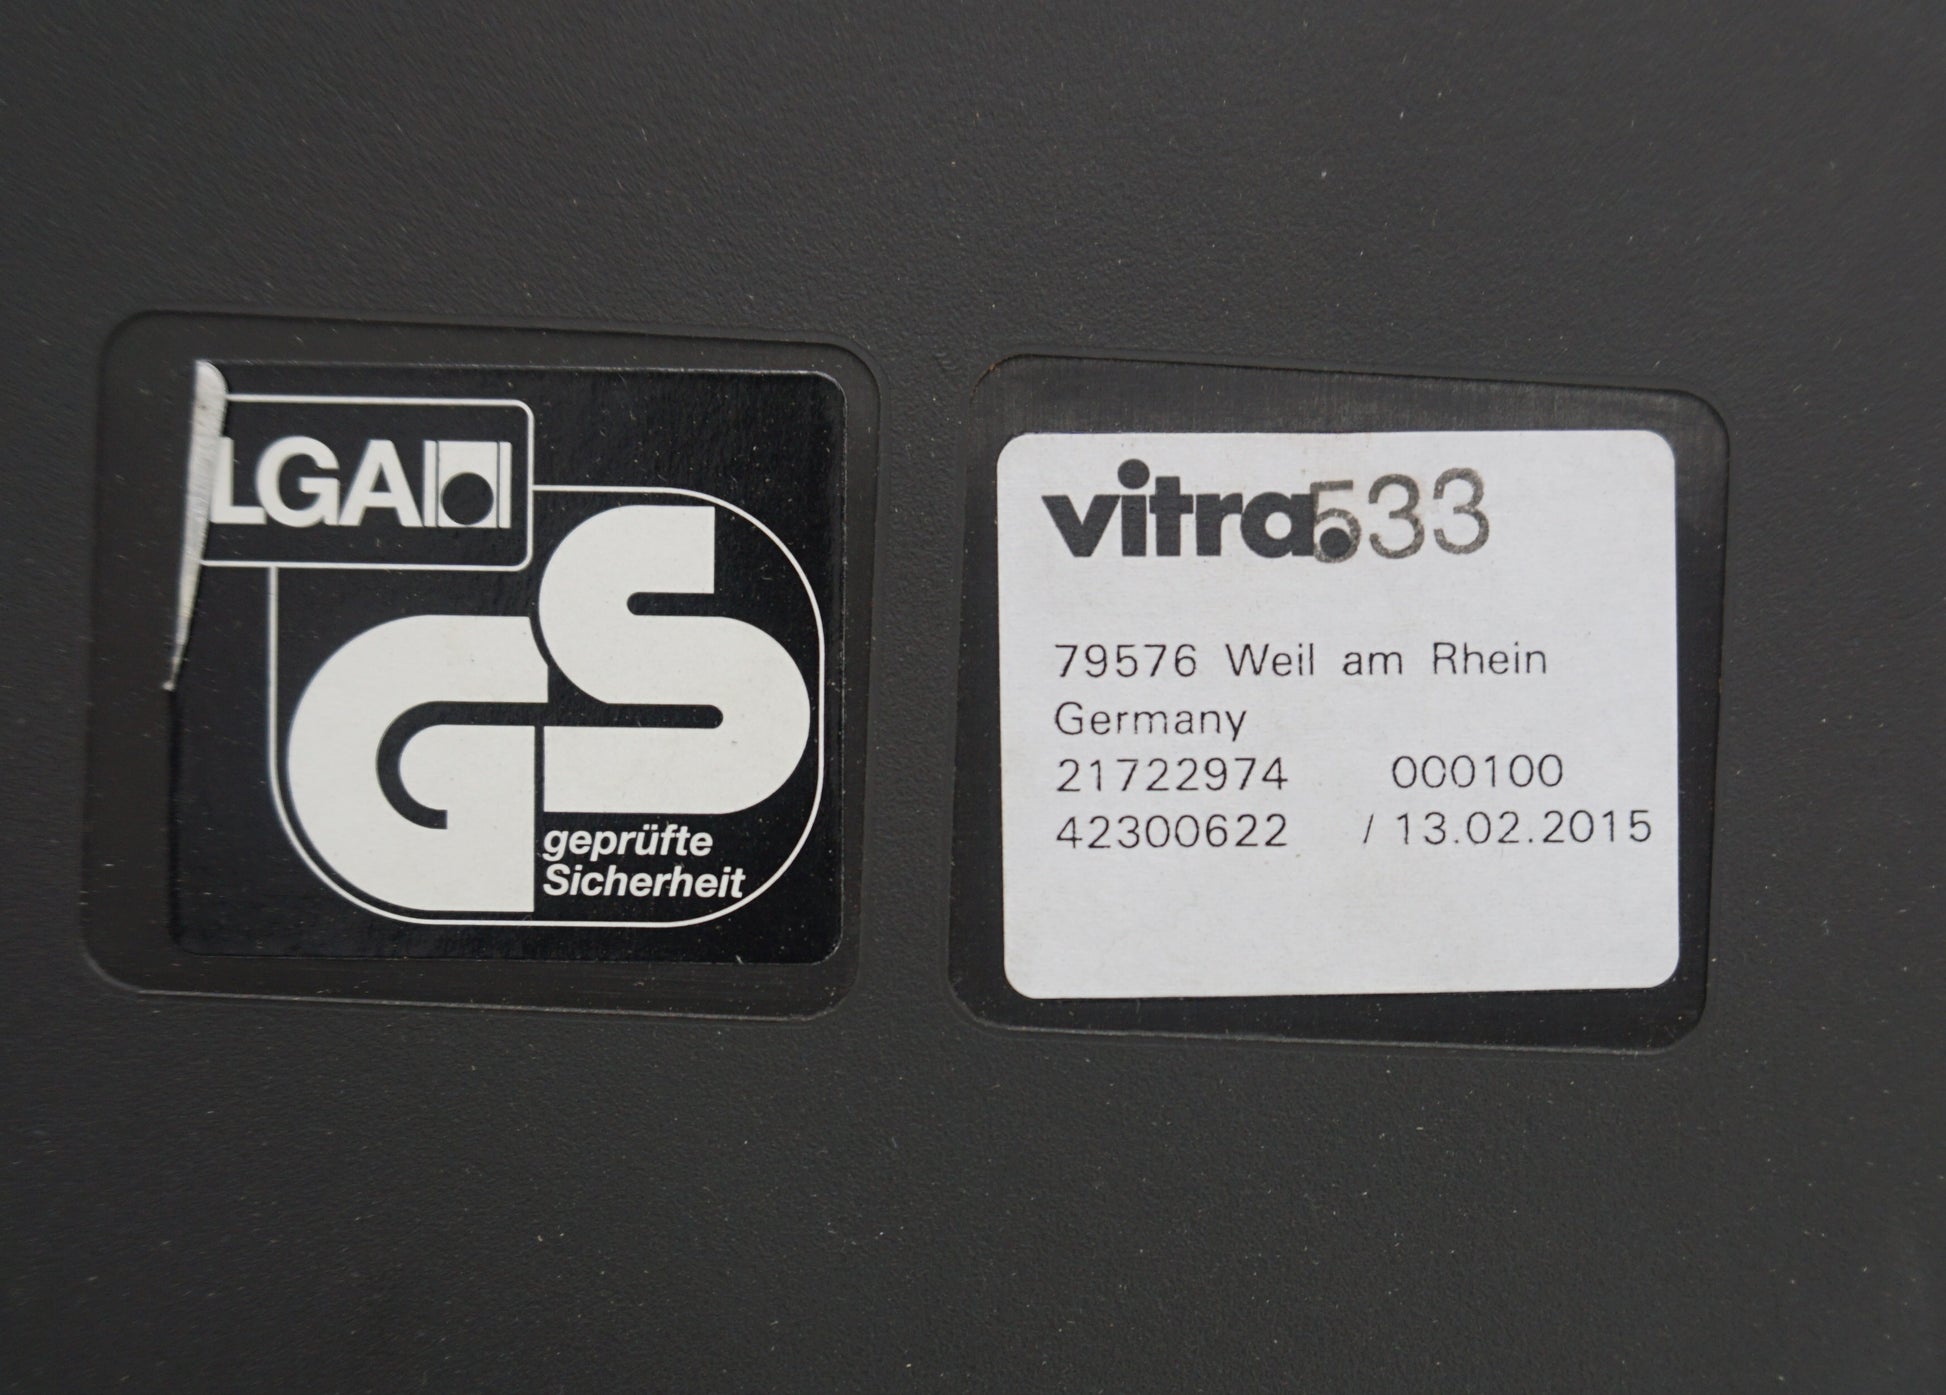 LGA
GS
geprüfte
Sicherheit
vitra.533
79576 Weil am Rhein
Germany
21722974 000100
42300622 / 13.02.2015